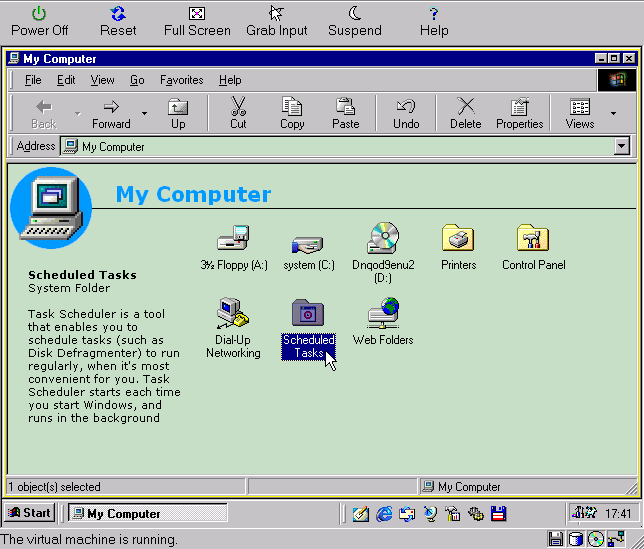 Power Off Reset Full Screen Grab Input Suspend Help
My Computer
File Edit View Go Favorites Help
Back Forward Up Cut Copy Paste Undo Delete Properties Views
Address My Computer
My Computer
3½ Floppy (A:) system (C:) Dnqod9enu2 Printers Control Panel
(D:)
Scheduled Tasks
System Folder
Task Scheduler is a tool
that enables you to
schedule tasks (such as
Disk Defragmenter) to run
regularly, when it's most
convenient for you. Task
Scheduler starts each time
you start Windows, and
runs in the background
Dial-Up Scheduled Web Folders
Networking Tasks
1 object(s) selected My Computer
Start My Computer 17:41
The virtual machine is running.